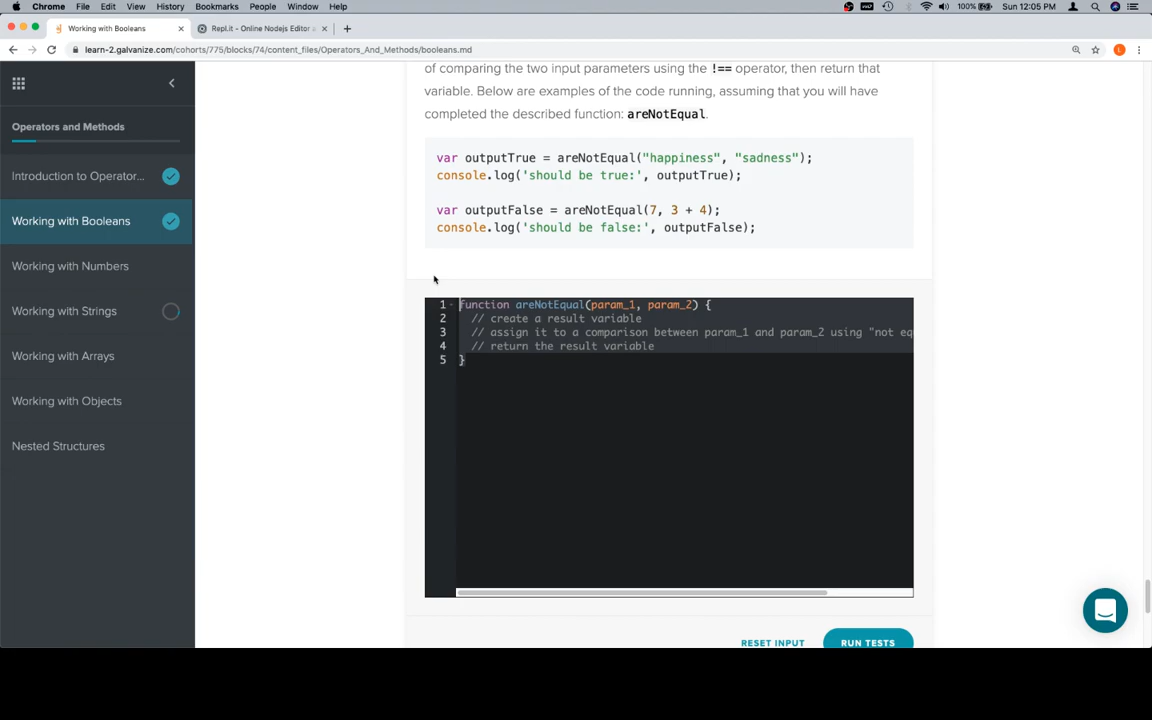 Chrome File Edit View History Bookmarks People Window Help 100% Sun 12:05 PM
Working with Booleans Repl.it - Online Nodejs Editor
learn-2.galvanize.com/cohorts/775/blocks/74/content_files/Operators_And_Methods/booleans.md
Operators and Methods
Introduction to Operator...
Working with Booleans
Working with Numbers
Working with Strings
Working with Arrays
Working with Objects
Nested Structures
of comparing the two input parameters using the !== operator, then return that
variable. Below are examples of the code running, assuming that you will have
completed the described function: areNotEqual.
var outputTrue = areNotEqual("happiness", "sadness");
console.log('should be true:', outputTrue);
var outputFalse = areNotEqual(7, 3 + 4);
console.log('should be false:', outputFalse);
1 function areNotEqual(param_1, param_2) {
2 // create a result variable
3 // assign it to a comparison between param_1 and param_2 using "not eq
4 // return the result variable
5 }
RESET INPUT RUN TESTS